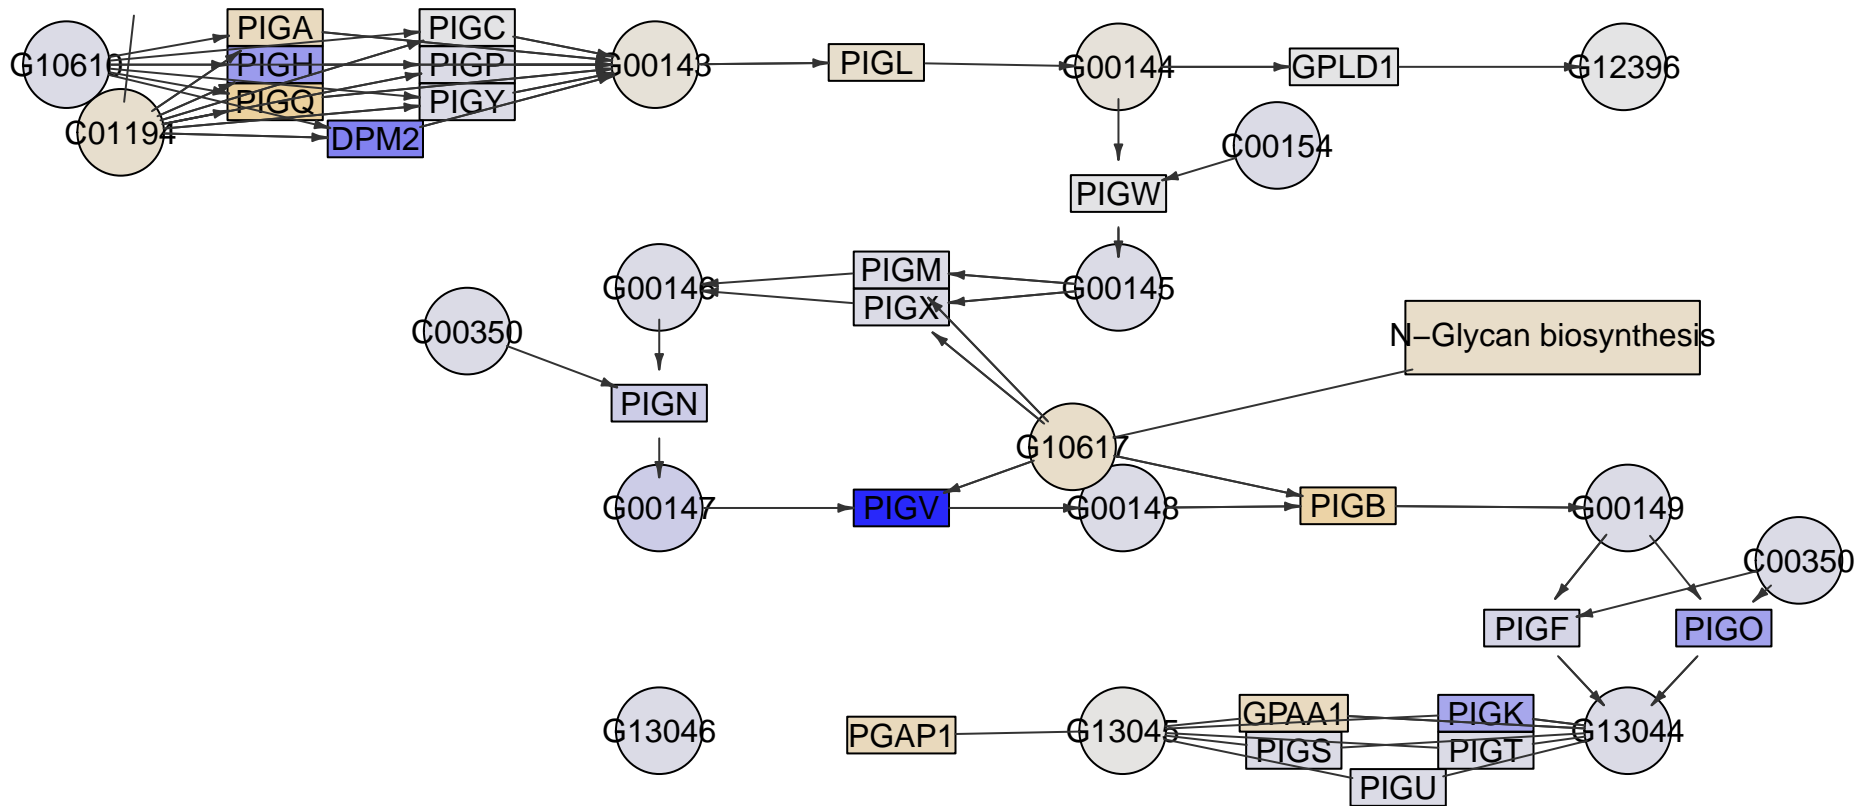 PIGA
PIGC
G10610
PIGH
PIGP
G00143
PIGL
G00144
GPLD1
G12396
PIGQ
PIGY
C01194
DPM2
C00154
PIGW
PIGM
G00146
G00145
PIGX
C00350
N−Glycan biosynthesis
PIGN
G10617
G00147
PIGV
G00148
PIGB
G00149
C00350
PIGF
PIGO
GPAA1
PIGK
G13046
PGAP1
G13045
G13044
PIGS
PIGT
PIGU